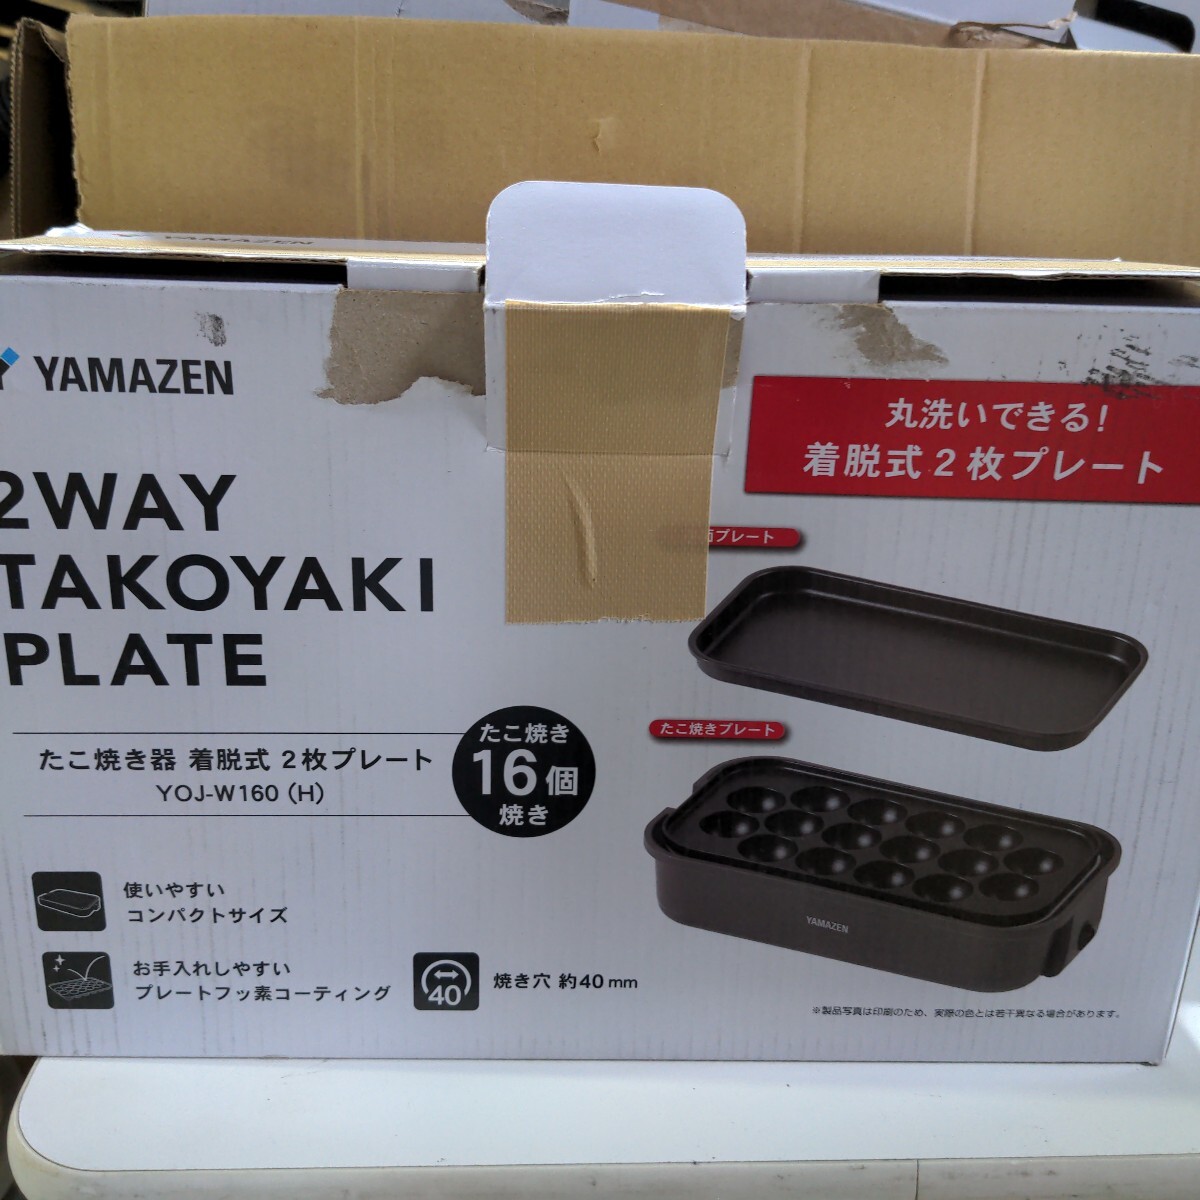 YAMAZEN
YAMAZEN
2WAY
TAKOYAKI
PLATE
たこ焼き器 着脱式 2枚プレート
YOJ-W160 (H)
たこ焼き
16個
焼き
使いやすい
コンパクトサイズ
お手入れしやすい
プレートフッ素コーティング
40
焼き穴 約40mm
丸洗いできる!
着脱式2枚プレート
面プレート
たこ焼きプレート
YAMAZEN
※製品写真は印刷のため、実際の色とは若干異なる場合があります。